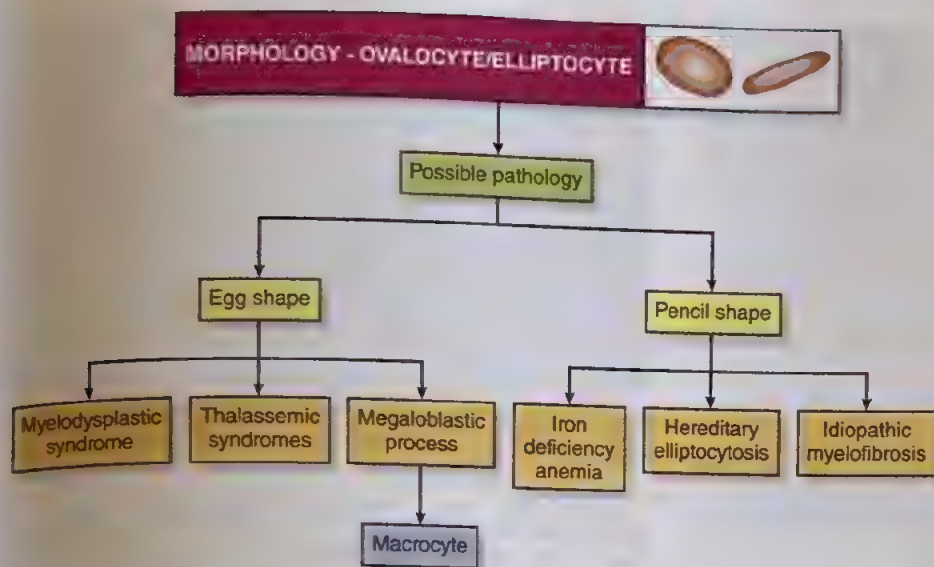 MORPHOLOGY - OVALOCYTE/ELLIPTOCYTE
Possible pathology
Egg shape
Pencil shape
Myelodysplastic
syndrome
Thalassemic
syndromes
Megaloblastic
process
Iron
deficiency
anemia
Hereditary
elliptocytosis
Idiopathic
myelofibrosis
Macrocyte